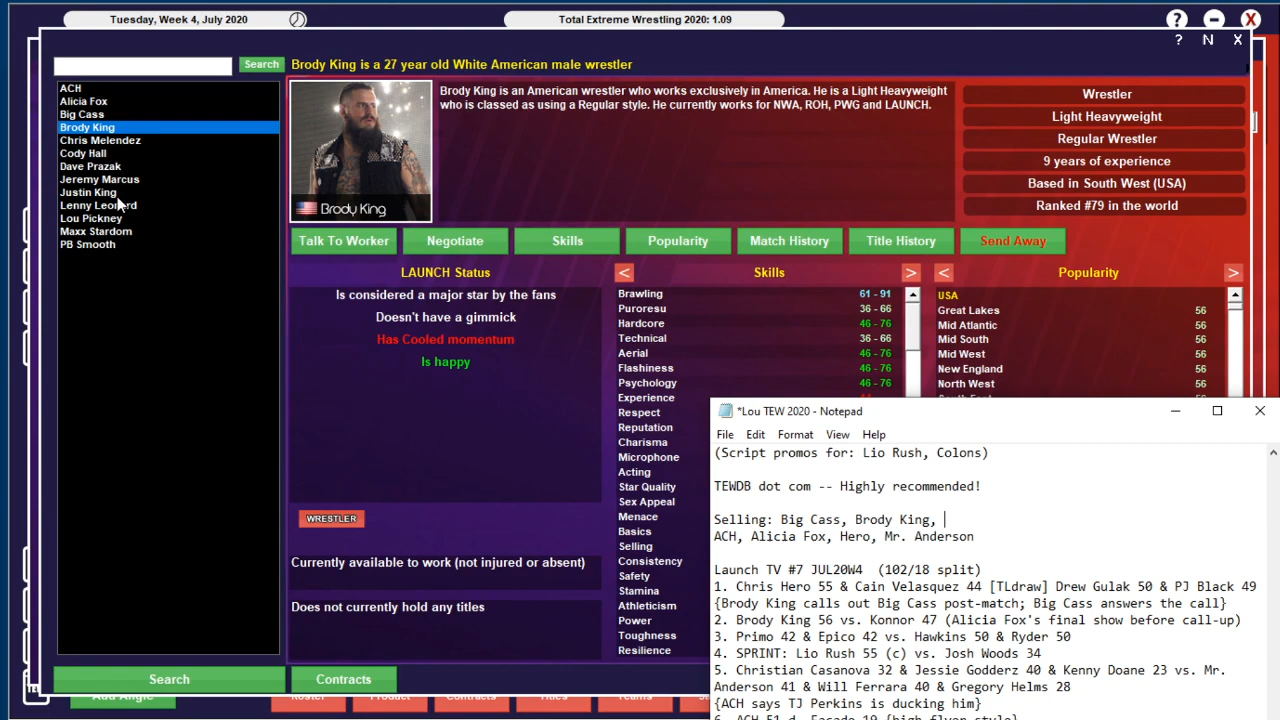 Tuesday, Week 4, July 2020
Total Extreme Wrestling 2020: 1.09
?
X
? N X
Search
Brody King is a 27 year old White American male wrestler
ACH
Alicia Fox
Big Cass
Brody King
Chris Melendez
Cody Hall
Dave Prazak
Jeremy Marcus
Justin King
Lenny Leonard
Lou Pickney
Maxx Stardom
PB Smooth
Brody King
Brody King is an American wrestler who works exclusively in America. He is a Light Heavyweight
who is classed as using a Regular style. He currently works for NWA, ROH, PWG and LAUNCH.
Wrestler
Light Heavyweight
Regular Wrestler
9 years of experience
Based in South West (USA)
Ranked #79 in the world
Talk To Worker
Negotiate
Skills
Popularity
Match History
Title History
Send Away
LAUNCH Status
Is considered a major star by the fans
Doesn't have a gimmick
Has Cooled momentum
Is happy
WRESTLER
Currently available to work (not injured or absent)
Does not currently hold any titles
< Skills >
Brawling 61 - 91
Puroresu 36 - 66
Hardcore 46 - 76
Technical 36 - 66
Aerial 46 - 76
Flashiness 46 - 76
Psychology 46 - 76
Experience
Respect
Reputation
Charisma
Microphone
Acting
Star Quality
Sex Appeal
Menace
Basics
Selling
Consistency
Safety
Stamina
Athleticism
Power
Toughness
Resilience
< Popularity >
USA
Great Lakes 56
Mid Atlantic 56
Mid South 56
Mid West 56
New England 56
North West 56
*Lou TEW 2020 - Notepad
File Edit Format View Help
(Script promos for: Lio Rush, Colons)
TEWDB dot com -- Highly recommended!
Selling: Big Cass, Brody King,
ACH, Alicia Fox, Hero, Mr. Anderson
Launch TV #7 JUL20W4 (102/18 split)
1. Chris Hero 55 & Cain Velasquez 44 [TLdraw] Drew Gulak 50 & PJ Black 49
{Brody King calls out Big Cass post-match; Big Cass answers the call}
2. Brody King 56 vs. Konnor 47 (Alicia Fox's final show before call-up)
3. Primo 42 & Epico 42 vs. Hawkins 50 & Ryder 50
4. SPRINT: Lio Rush 55 (c) vs. Josh Woods 34
5. Christian Casanova 32 & Jessie Godderz 40 & Kenny Doane 23 vs. Mr.
Anderson 41 & Will Ferrara 40 & Gregory Helms 28
{ACH says TJ Perkins is ducking him}
6. ACH 51 d. Facade 19 {high flyer style}
Search
Contracts
Add Angle